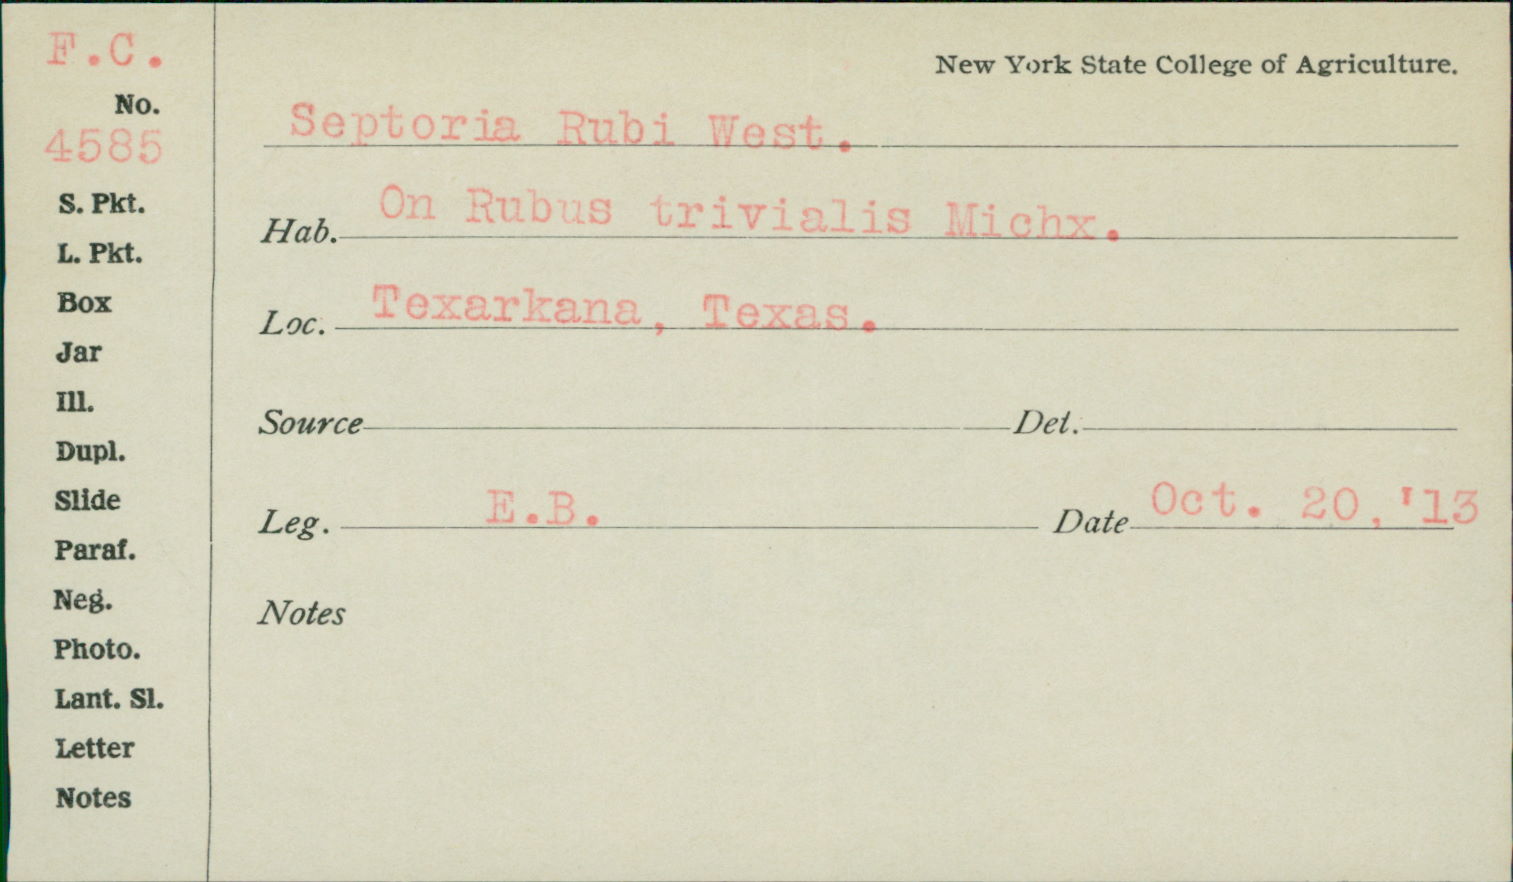 F.C.
No.
4585
S. Pkt.
L. Pkt.
Box
Jar
Ill.
Dupl.
Slide
Paraf.
Neg.
Photo.
Lant. Sl.
Letter
Notes
New York State College of Agriculture.
Septoria Rubi West.
Hab. On Rubus trivialis Michx.
Loc. Texarkana, Texas.
Source Det.
Leg. E.B. Date Oct. 20, '13
Notes